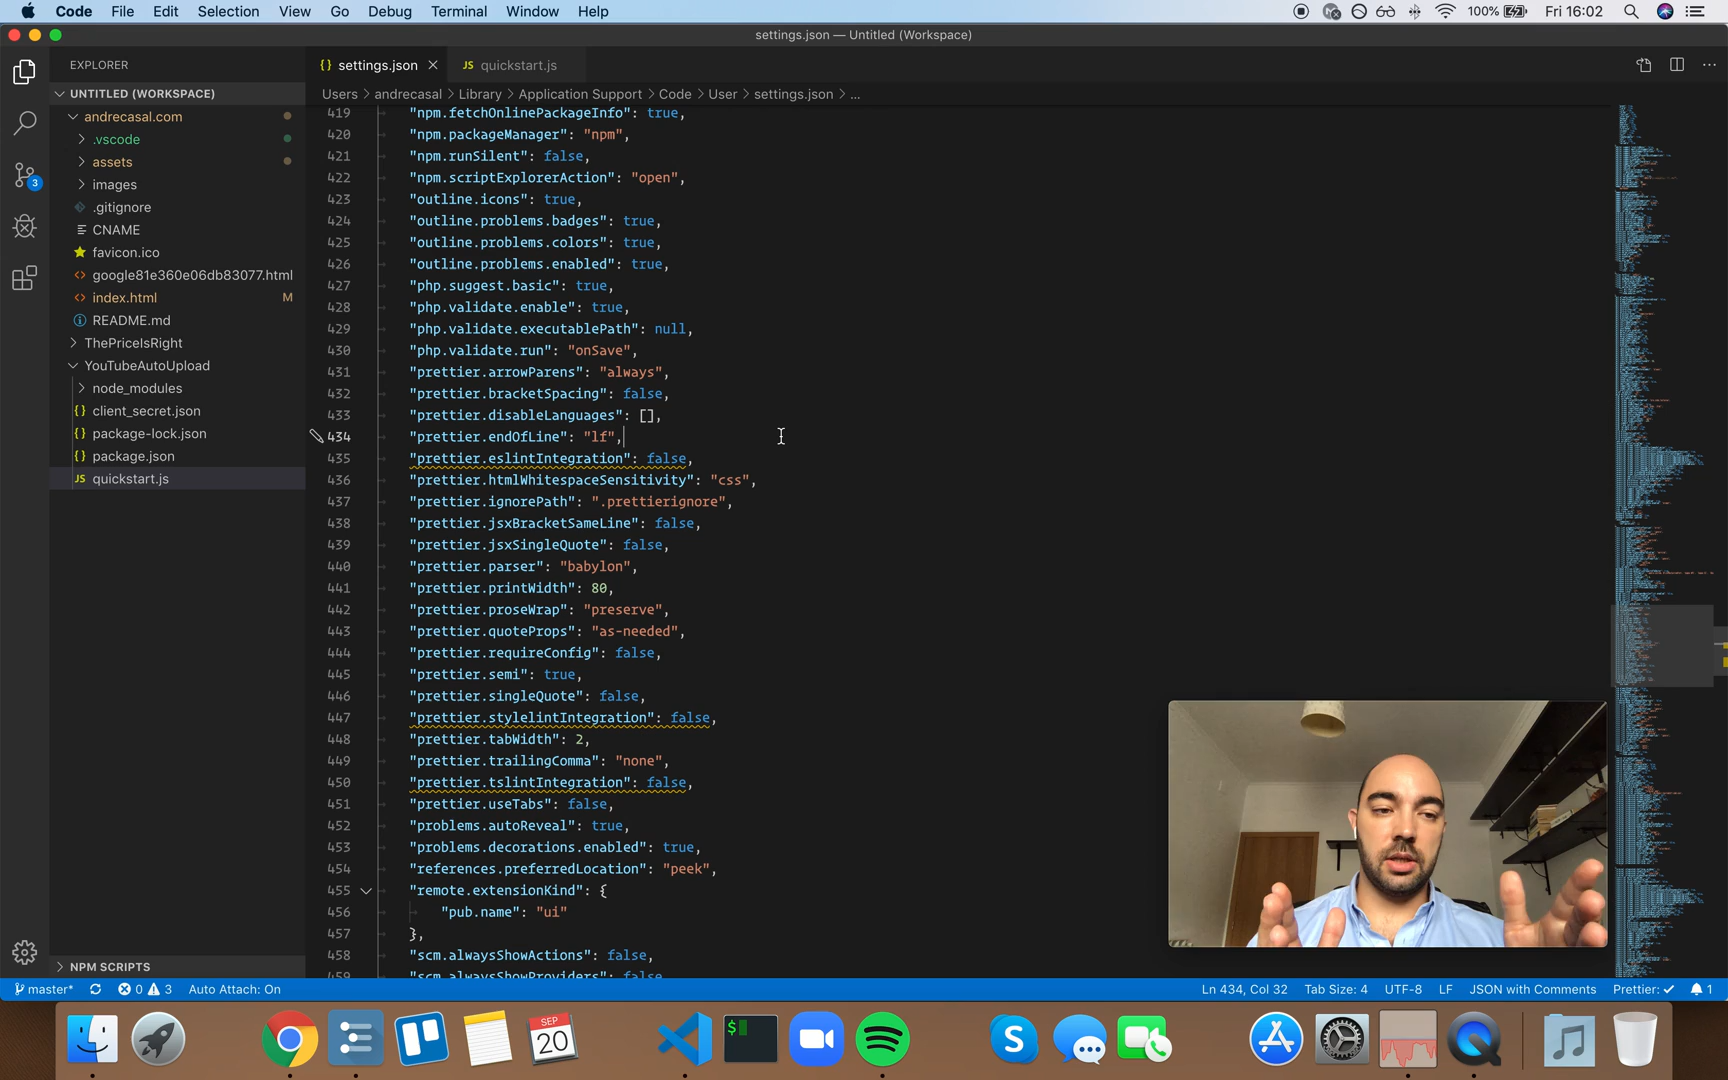 Code File Edit Selection View Go Debug Terminal Window Help 100% Fri 16:02
settings.json — Untitled (Workspace)
EXPLORER
{} settings.json JS quickstart.js
UNTITLED (WORKSPACE)
Users > andrecasal > Library > Application Support > Code > User > settings.json > ...
andrecasal.com
.vscode
assets
images
.gitignore
CNAME
favicon.ico
google81e360e06db83077.html
index.html M
README.md
ThePriceIsRight
YouTubeAutoUpload
node_modules
{} client_secret.json
{} package-lock.json
{} package.json
JS quickstart.js
3
NPM SCRIPTS
419 "npm.fetchOnlinePackageInfo": true,
420 "npm.packageManager": "npm",
421 "npm.runSilent": false,
422 "npm.scriptExplorerAction": "open",
423 "outline.icons": true,
424 "outline.problems.badges": true,
425 "outline.problems.colors": true,
426 "outline.problems.enabled": true,
427 "php.suggest.basic": true,
428 "php.validate.enable": true,
429 "php.validate.executablePath": null,
430 "php.validate.run": "onSave",
431 "prettier.arrowParens": "always",
432 "prettier.bracketSpacing": false,
433 "prettier.disableLanguages": [],
434 "prettier.endOfLine": "lf",
435 "prettier.eslintIntegration": false,
436 "prettier.htmlWhitespaceSensitivity": "css",
437 "prettier.ignorePath": ".prettierignore",
438 "prettier.jsxBracketSameLine": false,
439 "prettier.jsxSingleQuote": false,
440 "prettier.parser": "babylon",
441 "prettier.printWidth": 80,
442 "prettier.proseWrap": "preserve",
443 "prettier.quoteProps": "as-needed",
444 "prettier.requireConfig": false,
445 "prettier.semi": true,
446 "prettier.singleQuote": false,
447 "prettier.stylelintIntegration": false,
448 "prettier.tabWidth": 2,
449 "prettier.trailingComma": "none",
450 "prettier.tslintIntegration": false,
451 "prettier.useTabs": false,
452 "problems.autoReveal": true,
453 "problems.decorations.enabled": true,
454 "references.preferredLocation": "peek",
455 "remote.extensionKind": {
456 "pub.name": "ui"
457 },
458 "scm.alwaysShowActions": false,
459 "scm.alwaysShowProviders": false
master* 0 3 Auto Attach: On Ln 434, Col 32 Tab Size: 4 UTF-8 LF JSON with Comments Prettier: ✓ 1
SEP
20
$